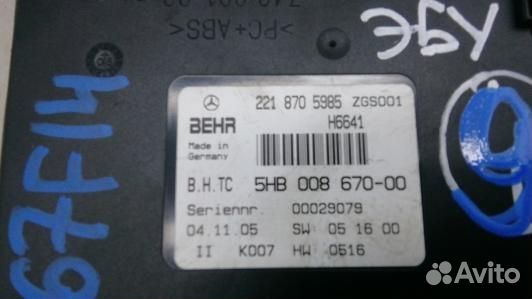 >PC+ABS<
К9Є
67F14
221 870 5985 ZGS001
BEHR H6641
Made in
Germany
B.H.TC 5HB 008 670-00
Seriennr. 00029079
04.11.05 SW 05 16 00
II K007 HW 0516
Avito